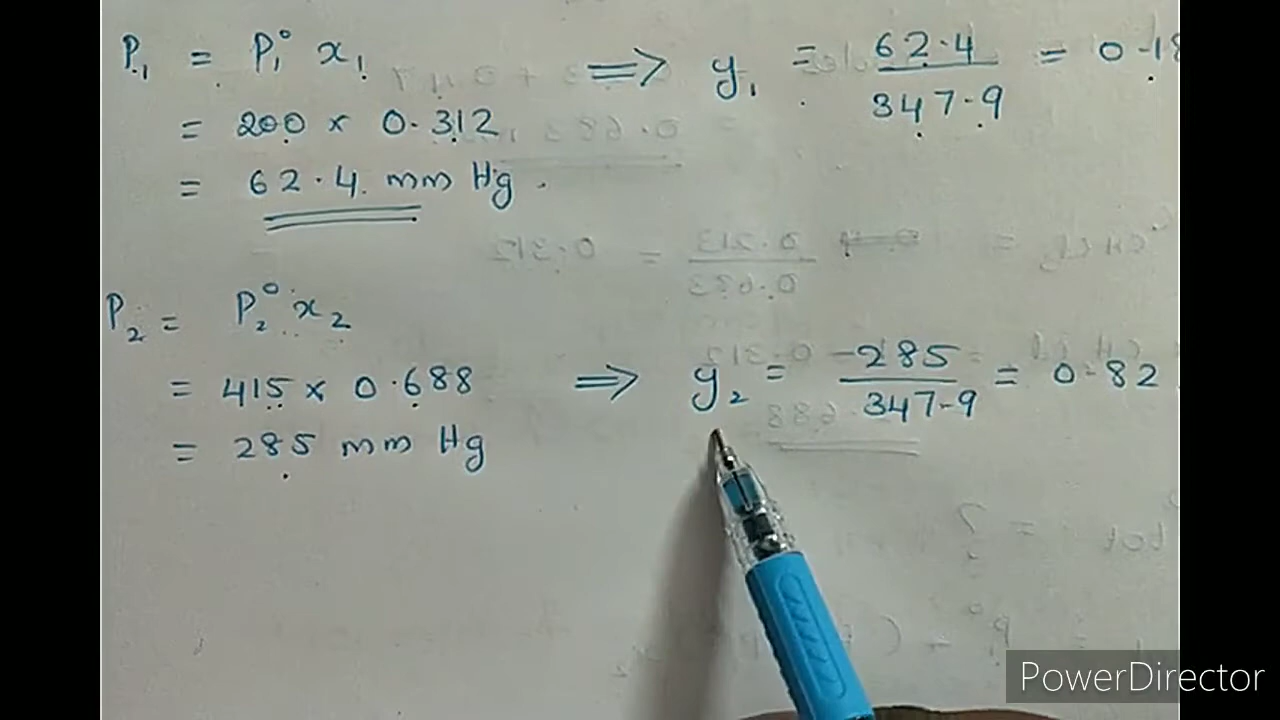 P₁ = P₁° x₁ ⟹ y₁ = 62.4 / 347.9 = 0.18
= 200 × 0.312
= 62.4 mm Hg.
P₂ = P₂° x₂
= 415 × 0.688 ⟹ y₂ = 285 / 347.9 = 0.82
= 285 mm Hg
PowerDirector